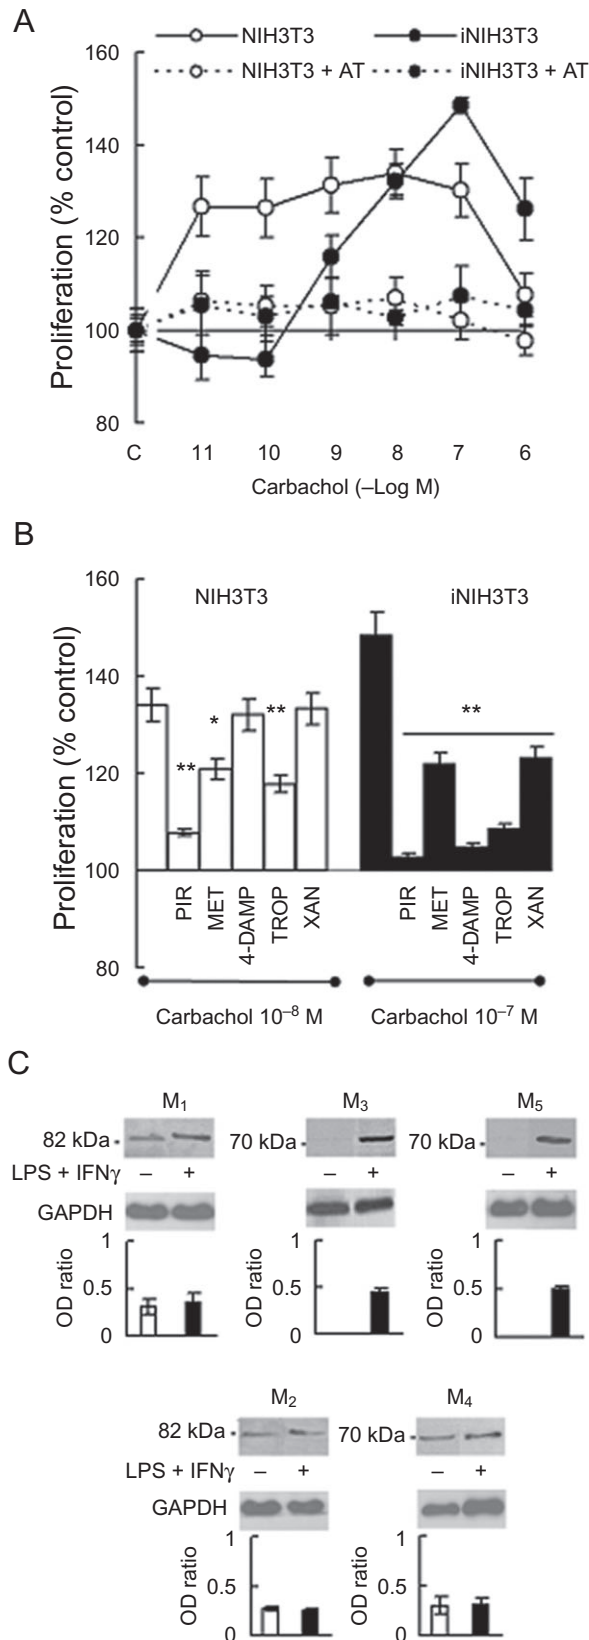 A
NIH3T3 iNIH3T3
NIH3T3 + AT iNIH3T3 + AT
Proliferation (% control)
160
140
120
100
80
C 11 10 9 8 7 6
Carbachol (–Log M)
B
NIH3T3 iNIH3T3
Proliferation (% control)
160
140
120
100
80
** * ** **
PIR MET 4-DAMP TROP XAN PIR MET 4-DAMP TROP XAN
Carbachol 10⁻⁸ M Carbachol 10⁻⁷ M
C
M₁ M₃ M₅
82 kDa 70 kDa 70 kDa
LPS + IFNγ – + – + – +
GAPDH
OD ratio OD ratio OD ratio
1 1 1
0.5 0.5 0.5
0 0 0
M₂ M₄
82 kDa 70 kDa
LPS + IFNγ – + – +
GAPDH
OD ratio OD ratio
1 1
0.5 0.5
0 0